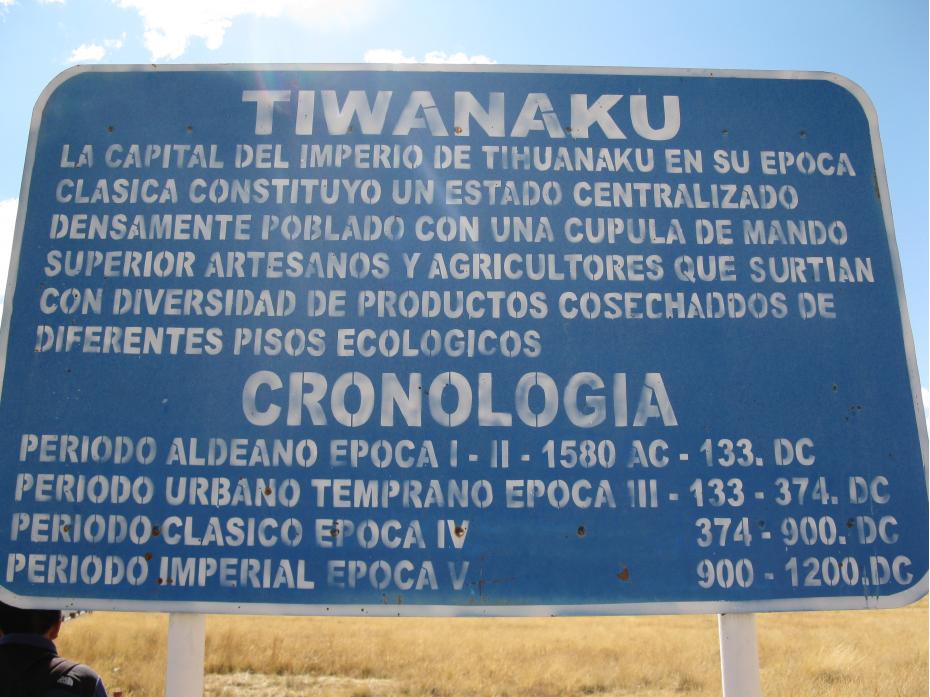 TIWANAKU
LA CAPITAL DEL IMPERIO DE TIHUANAKU EN SU EPOCA
CLASICA CONSTITUYO UN ESTADO CENTRALIZADO
DENSAMENTE POBLADO CON UNA CUPULA DE MANDO
SUPERIOR ARTESANOS Y AGRICULTORES QUE SURTIAN
CON DIVERSIDAD DE PRODUCTOS COSECHADDOS DE
DIFERENTES PISOS ECOLOGICOS
CRONOLOGIA
PERIODO ALDEANO EPOCA I - II - 1580 AC - 133. DC
PERIODO URBANO TEMPRANO EPOCA III - 133 - 374. DC
PERIODO CLASICO EPOCA IV 374 - 900. DC
PERIODO IMPERIAL EPOCA V 900 - 1200.DC